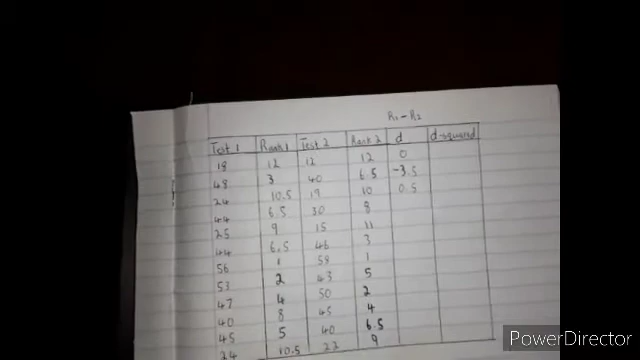 R₁ - R₂
Test 1 Rank 1 Test 2 Rank 2 d d-squared
18 12 12 12 0
48 3 40 6.5 -3.5
24 10.5 19 10 0.5
44 6.5 30 8
25 9 15 11
44 6.5 46 3
56 1 59 1
53 2 43 5
47 4 50 2
40 8 45 4
45 5 40 6.5
24 10.5 22 9
PowerDirector